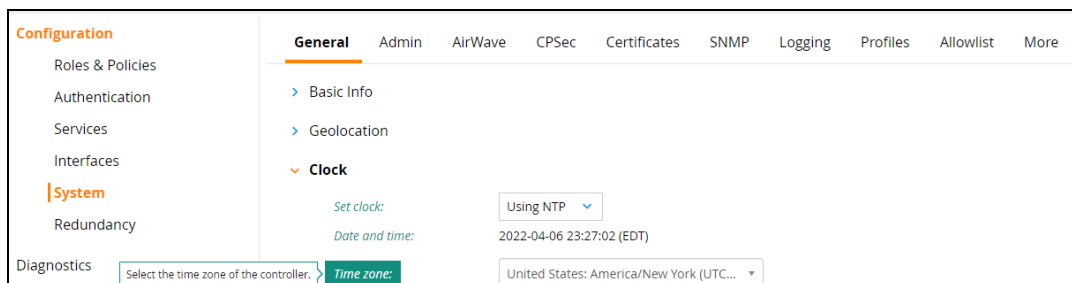 Configuration
Roles & Policies
Authentication
Services
Interfaces
System
Redundancy
Diagnostics
General Admin AirWave CPSec Certificates SNMP Logging Profiles Allowlist More
Basic Info
Geolocation
Clock
Set clock: Using NTP
Date and time: 2022-04-06 23:27:02 (EDT)
Select the time zone of the controller. Time zone: United States: America/New York (UTC...